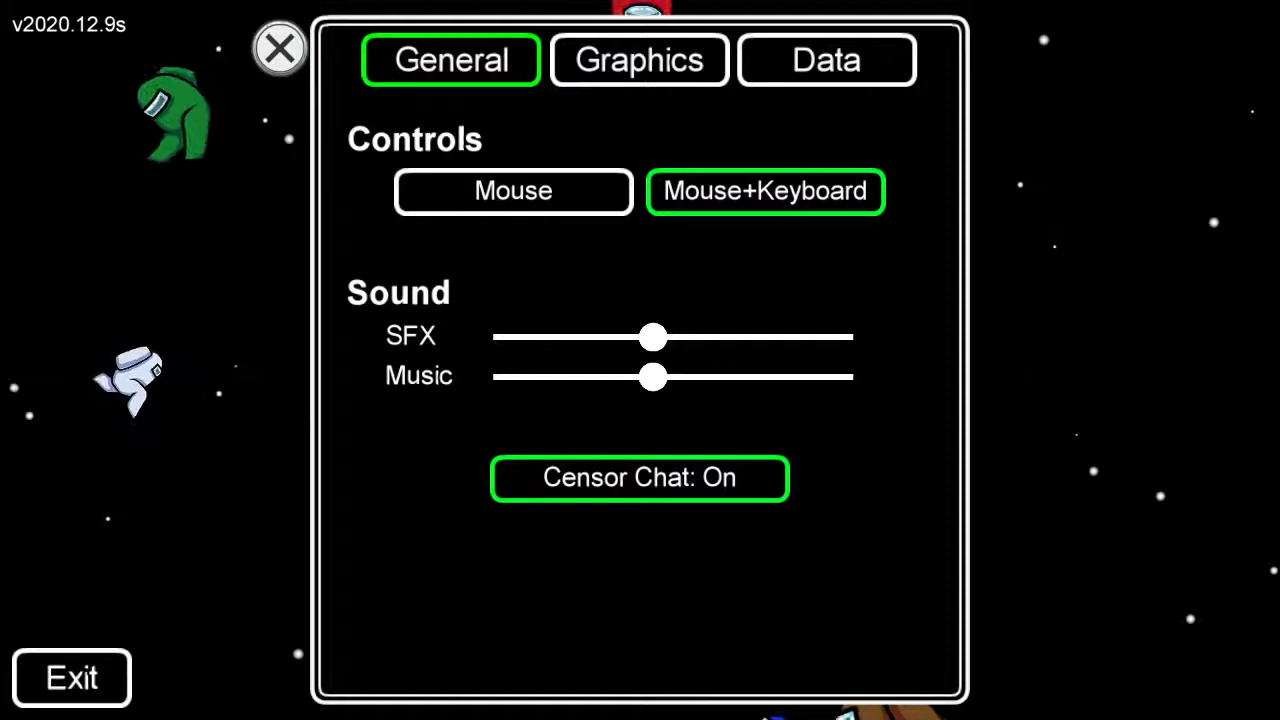 v2020.12.9s
General Graphics Data
Controls
Mouse Mouse+Keyboard
Sound
SFX
Music
Censor Chat: On
Exit